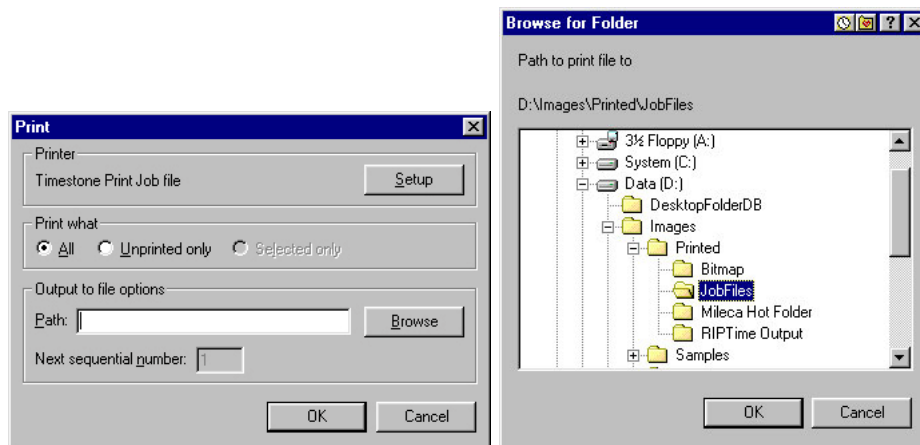 Print
Printer
Timestone Print Job file
Setup
Print what
All
Unprinted only
Selected only
Output to file options
Path:
Browse
Next sequential number: 1
OK
Cancel
Browse for Folder
Path to print file to
D:\Images\Printed\JobFiles
3½ Floppy (A:)
System (C:)
Data (D:)
DesktopFolderDB
Images
Printed
Bitmap
JobFiles
Mileca Hot Folder
RIPTime Output
Samples
OK
Cancel